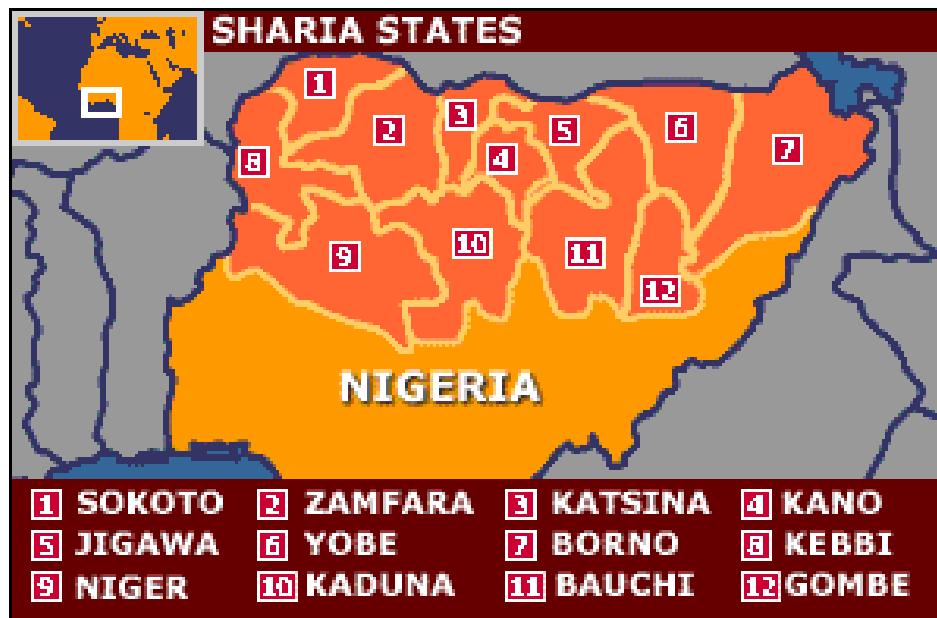 SHARIA STATES
1
2
3
4
5
6
7
8
9
10
11
12
NIGERIA
1 SOKOTO 2 ZAMFARA 3 KATSINA 4 KANO
5 JIGAWA 6 YOBE 7 BORNO 8 KEBBI
9 NIGER 10 KADUNA 11 BAUCHI 12 GOMBE